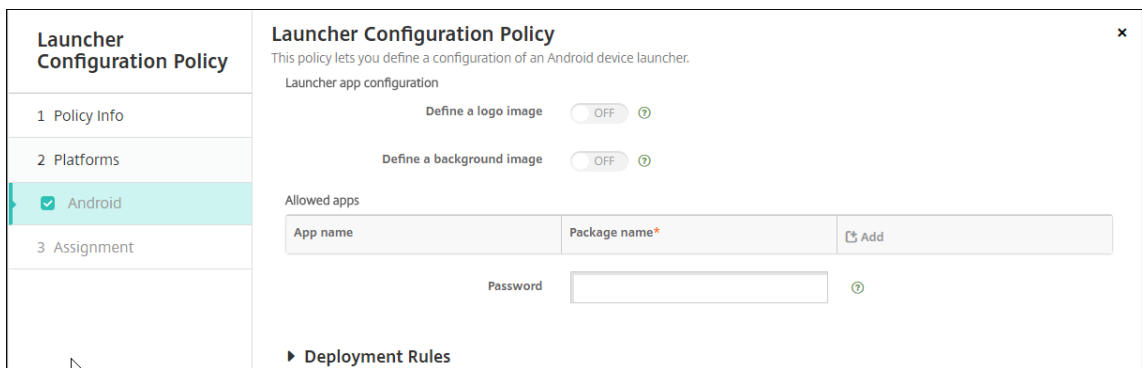 Launcher
Configuration Policy
1 Policy Info
2 Platforms
Android
3 Assignment
Launcher Configuration Policy
This policy lets you define a configuration of an Android device launcher.
Launcher app configuration
Define a logo image OFF ?
Define a background image OFF ?
Allowed apps
App name Package name* Add
Password ?
Deployment Rules